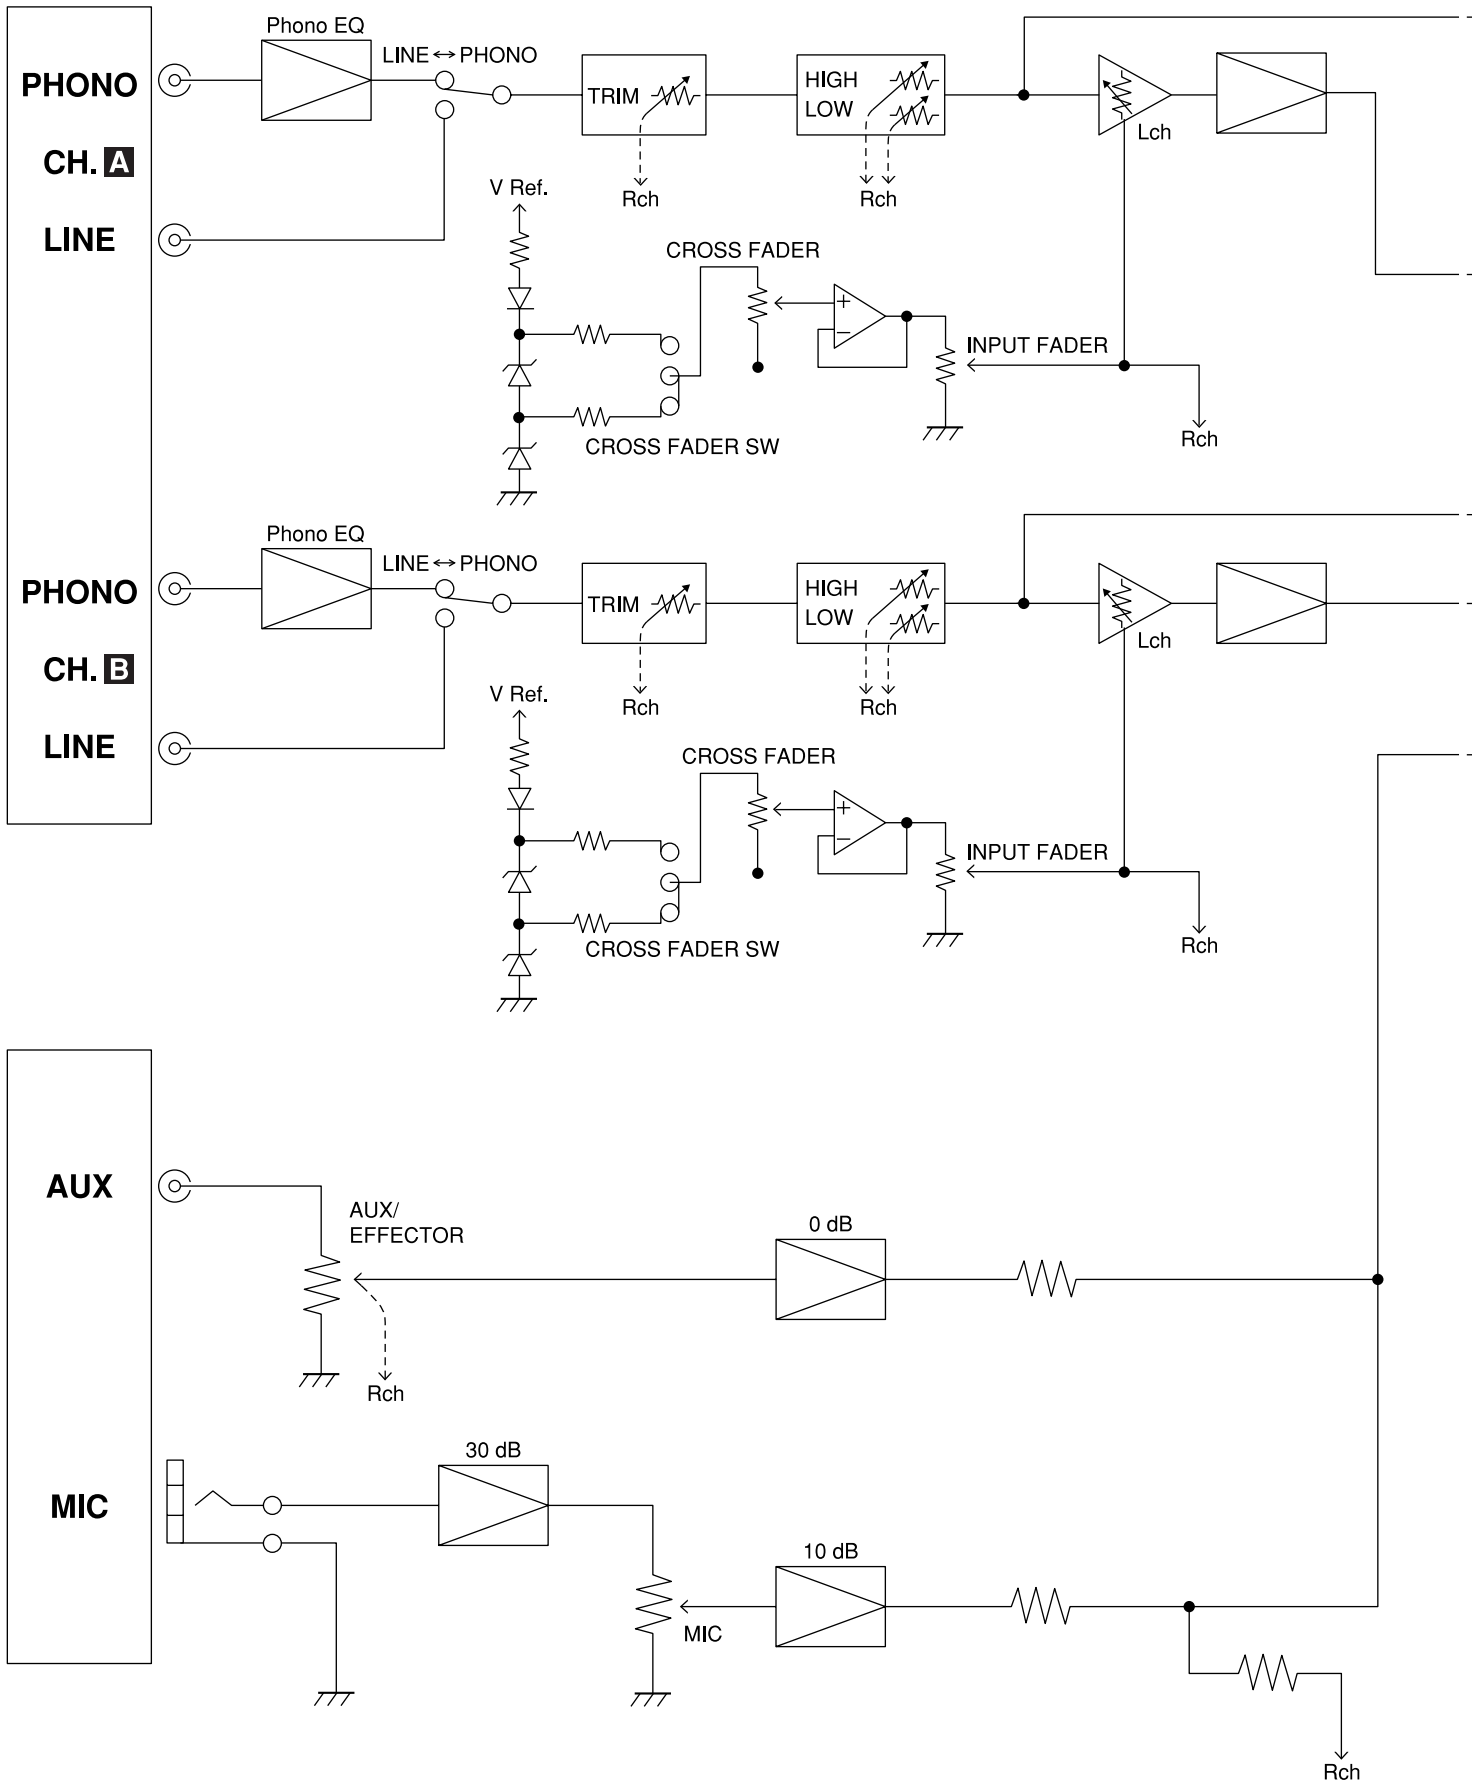 Phono EQ
LINE ↔ PHONO
PHONO
TRIM
HIGH
LOW
Lch
CH. A
V Ref.
Rch
Rch
LINE
CROSS FADER
+
−
INPUT FADER
Rch
CROSS FADER SW
Phono EQ
LINE ↔ PHONO
PHONO
TRIM
HIGH
LOW
Lch
CH. B
V Ref.
Rch
Rch
LINE
CROSS FADER
+
−
INPUT FADER
Rch
CROSS FADER SW
AUX
AUX/
EFFECTOR
0 dB
Rch
30 dB
MIC
10 dB
MIC
Rch